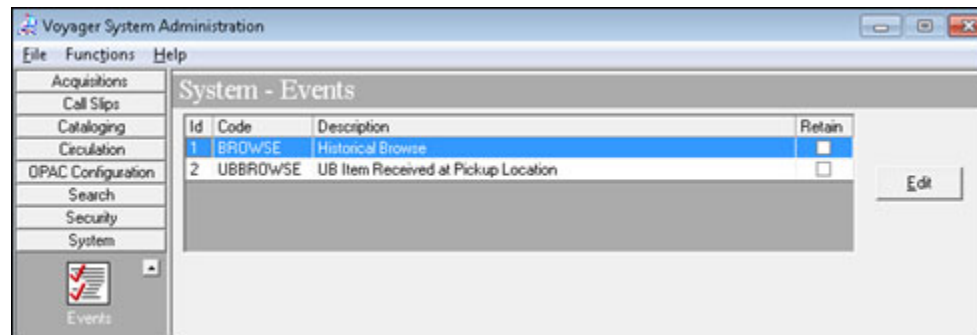 Voyager System Administration
File Functions Help
Acquisitions
Call Slips
Cataloging
Circulation
OPAC Configuration
Search
Security
System
Events
System - Events
Id Code Description Retain
1 BROWSE Historical Browse
2 UBBROWSE UB Item Received at Pickup Location
Edit